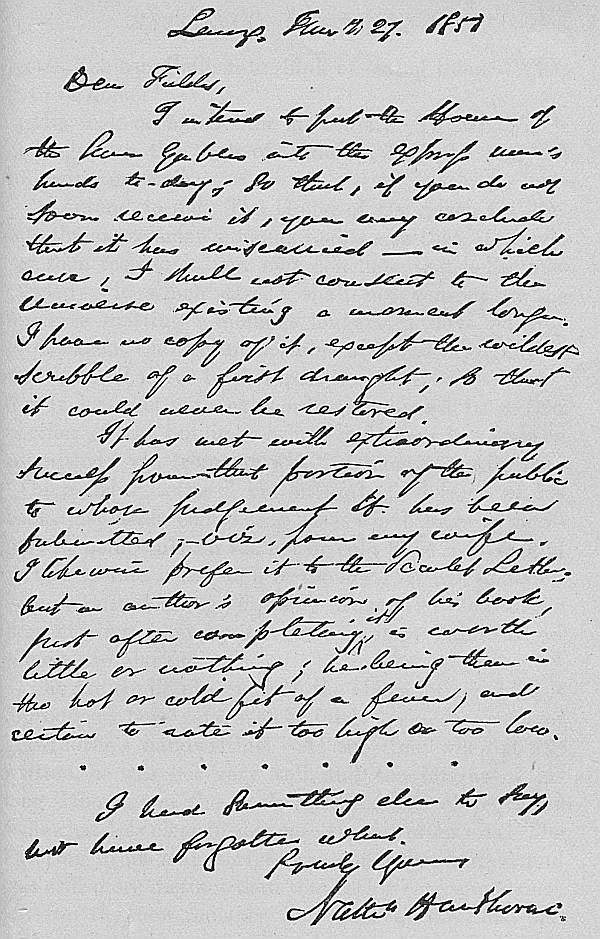 Lenox, Jany 27. 1851
Dear Fields,
I intend to put the House of
the Seven Gables into the express man's
hands to-day; so that, if you do not
soon receive it, you may conclude
that it has miscarried — in which
case, I shall not consent to the
universe existing a moment longer.
I have no copy of it, except the wildest
scribble of a first draught; so that
it could never be restored.
It has met with extraordinary
success from that portion of the public
to whose judgement it has been
submitted; — viz, from my wife.
I likewise prefer it to the Scarlet Letter;
but an author's opinion of his book,
just after completing it, is worth
little or nothing; he being then in
the hot or cold fit of a fever, and
certain to rate it too high or too low.
I had something else to say,
but have forgotten what.
Truly Yours
Nathl Hawthorne.